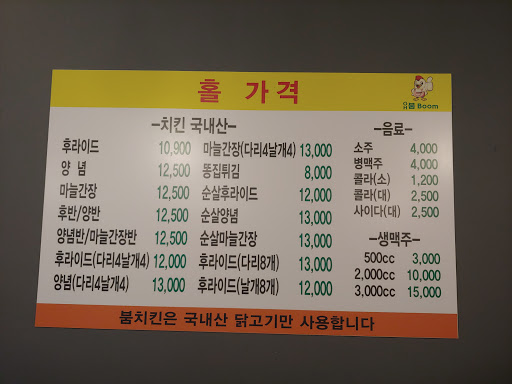 홀 가격
붐 Boom
-치킨 국내산-
후라이드 10,900
양 념 12,500
마늘간장 12,500
후반/양반 12,500
양념반/마늘간장반 12,500
후라이드(다리4날개4) 12,000
양념(다리4날개4) 13,000
마늘간장(다리4날개4) 13,000
똥집튀김 8,000
순살후라이드 12,000
순살양념 13,000
순살마늘간장 13,000
후라이드(다리8개) 13,000
후라이드(날개8개) 12,000
-음료-
소주 4,000
병맥주 4,000
콜라(소) 1,200
콜라(대) 2,500
사이다(대) 2,500
-생맥주-
500cc 3,000
2,000cc 10,000
3,000cc 15,000
붐치킨은 국내산 닭고기만 사용합니다